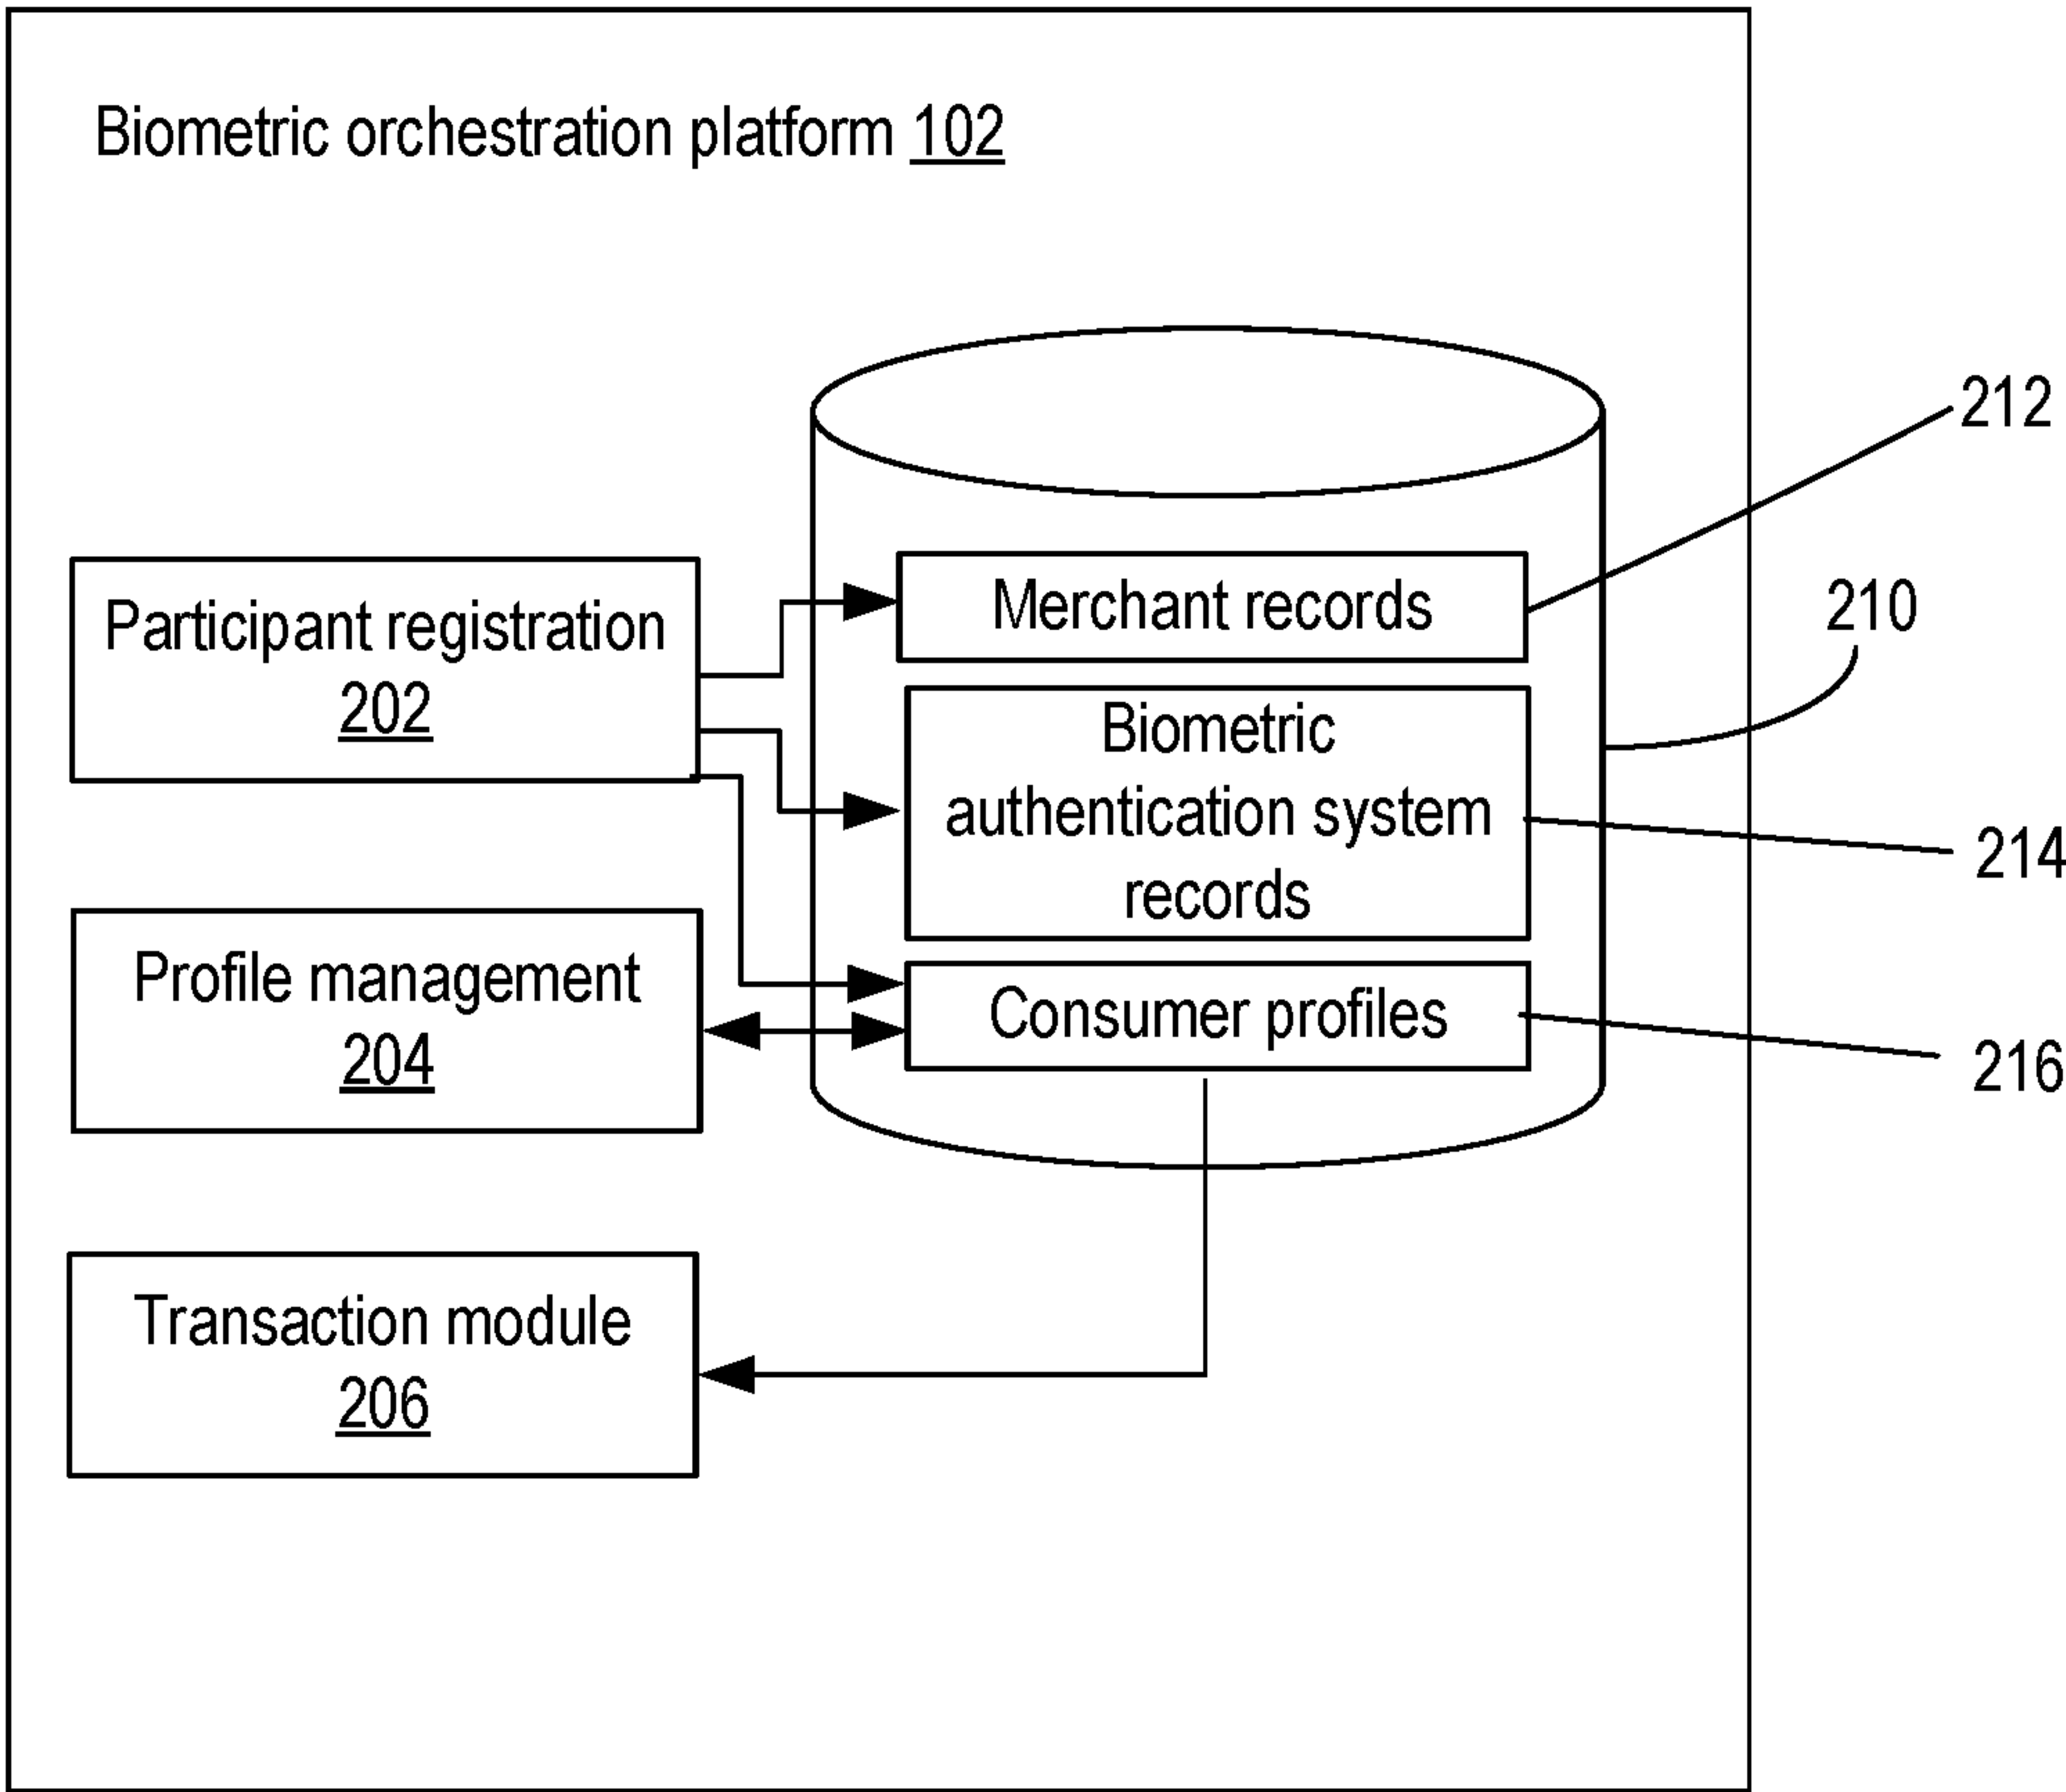 Biometric orchestration platform 102
212
Participant registration
202
Merchant records
210
Biometric
authentication system
records
214
Profile management
204
Consumer profiles
216
Transaction module
206